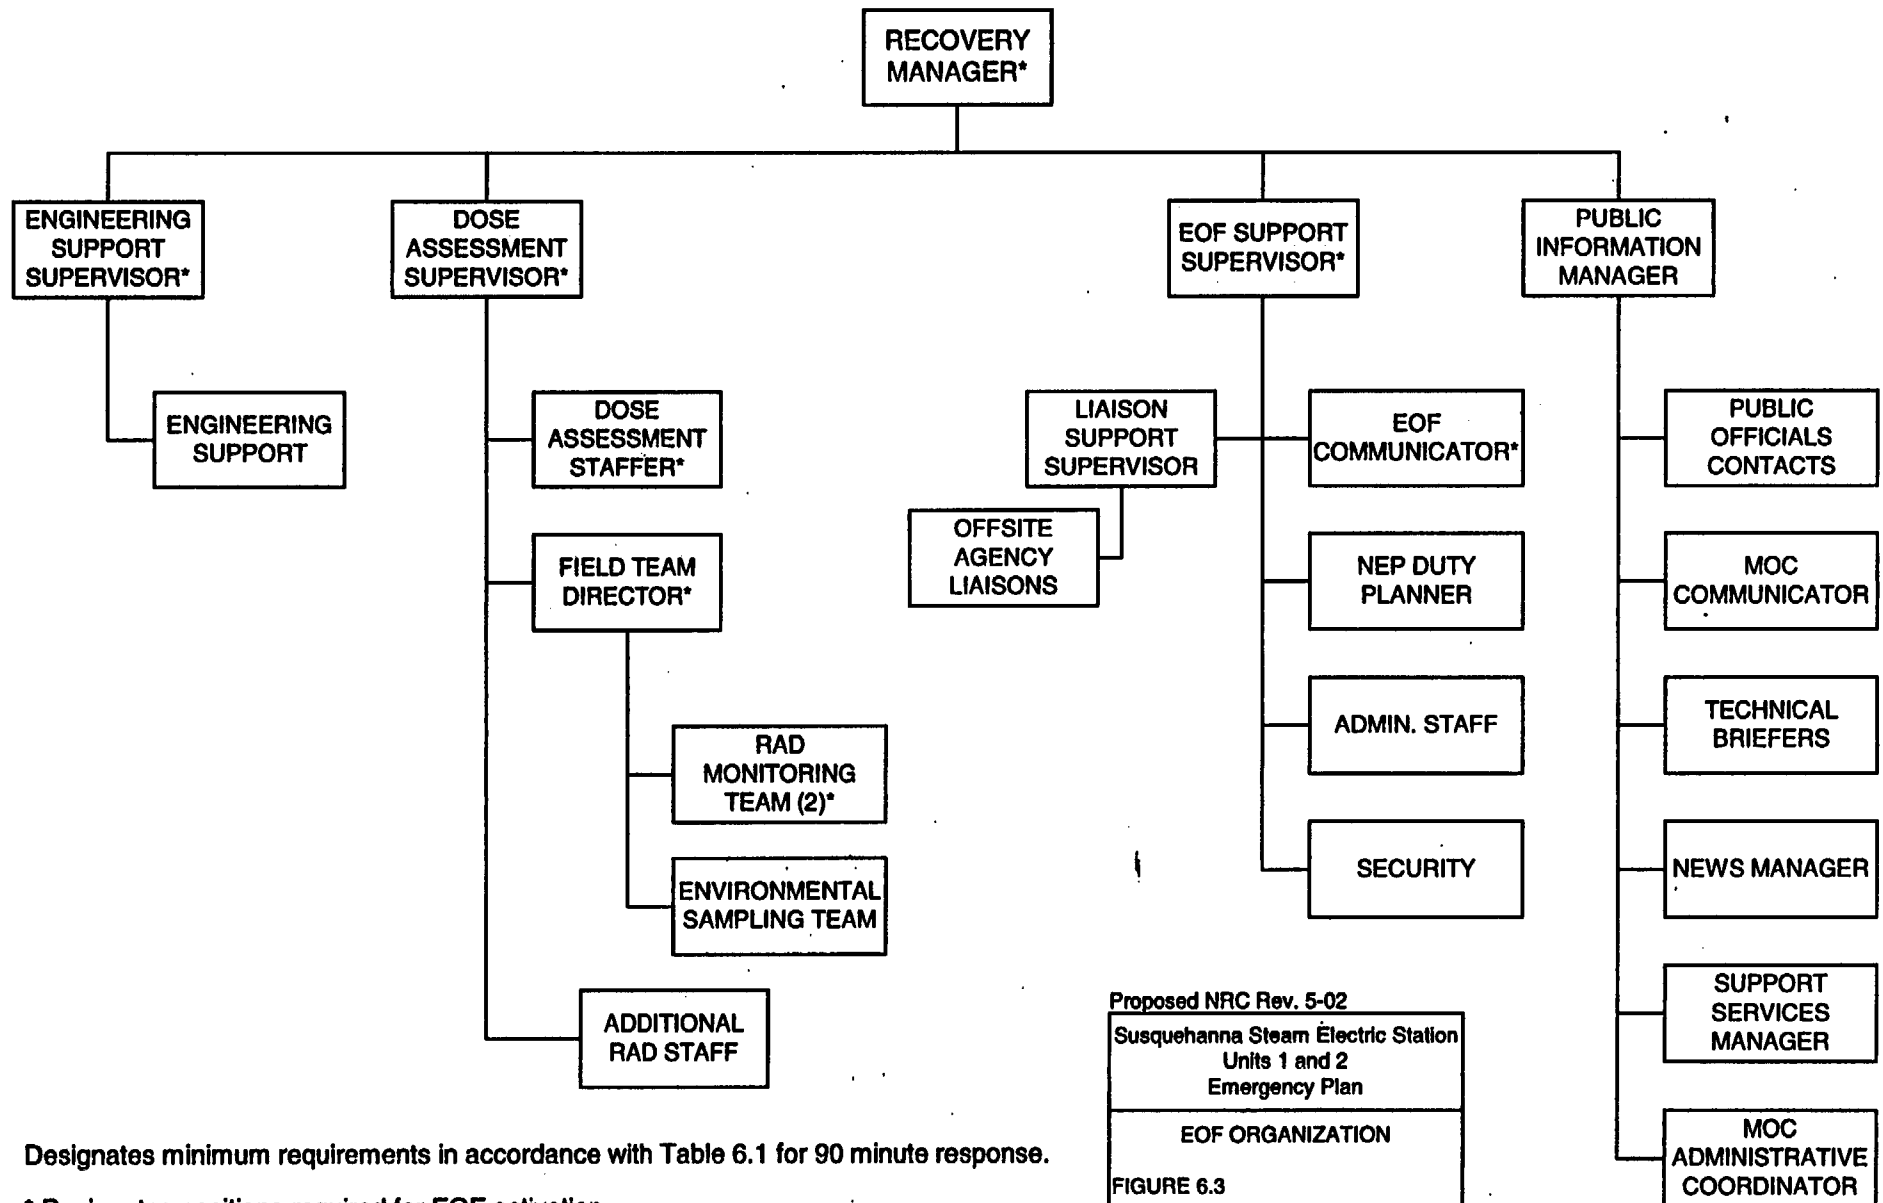 RECOVERY
MANAGER*
ENGINEERING
SUPPORT
SUPERVISOR*
DOSE
ASSESSMENT
SUPERVISOR*
EOF SUPPORT
SUPERVISOR*
PUBLIC
INFORMATION
MANAGER
ENGINEERING
SUPPORT
DOSE
ASSESSMENT
STAFFER*
LIAISON
SUPPORT
SUPERVISOR
EOF
COMMUNICATOR*
PUBLIC
OFFICIALS
CONTACTS
OFFSITE
AGENCY
LIAISONS
FIELD TEAM
DIRECTOR*
NEP DUTY
PLANNER
MOC
COMMUNICATOR
RAD
MONITORING
TEAM (2)*
ADMIN. STAFF
TECHNICAL
BRIEFERS
ENVIRONMENTAL
SAMPLING TEAM
SECURITY
NEWS MANAGER
ADDITIONAL
RAD STAFF
SUPPORT
SERVICES
MANAGER
MOC
ADMINISTRATIVE
COORDINATOR
Proposed NRC Rev. 5-02
Susquehanna Steam Electric Station
Units 1 and 2
Emergency Plan
EOF ORGANIZATION
FIGURE 6.3
Designates minimum requirements in accordance with Table 6.1 for 90 minute response.